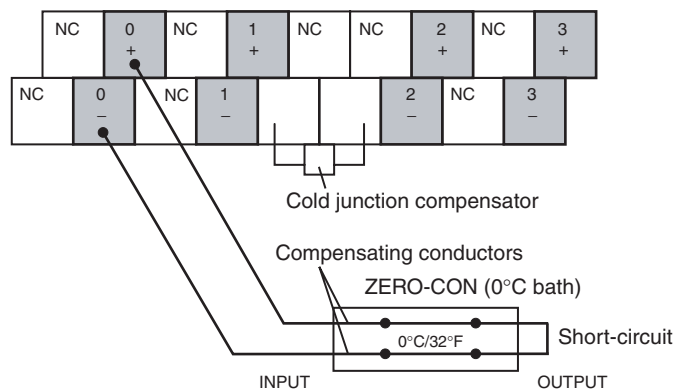 NC 0 NC 1 NC NC 2 NC 3
+ + + +
NC 0 NC 1 2 NC 3
– – – –
Cold junction compensator
Compensating conductors
ZERO-CON (0°C bath)
0°C/32°F
Short-circuit
INPUT OUTPUT